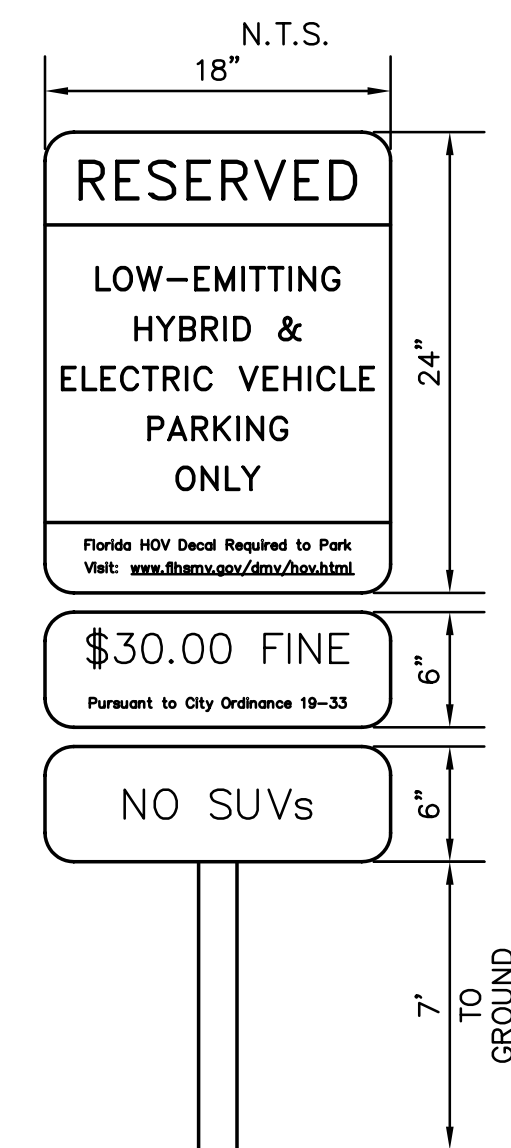 N.T.S.
18”
RESERVED
LOW–EMITTING
HYBRID &
ELECTRIC VEHICLE
PARKING
ONLY
24”
Florida HOV Decal Required to Park
Visit: www.flhsmv.gov/dmv/hov.html
$30.00 FINE
Pursuant to City Ordinance 19–33
6”
NO SUVs
6”
7’
TO
GROUND